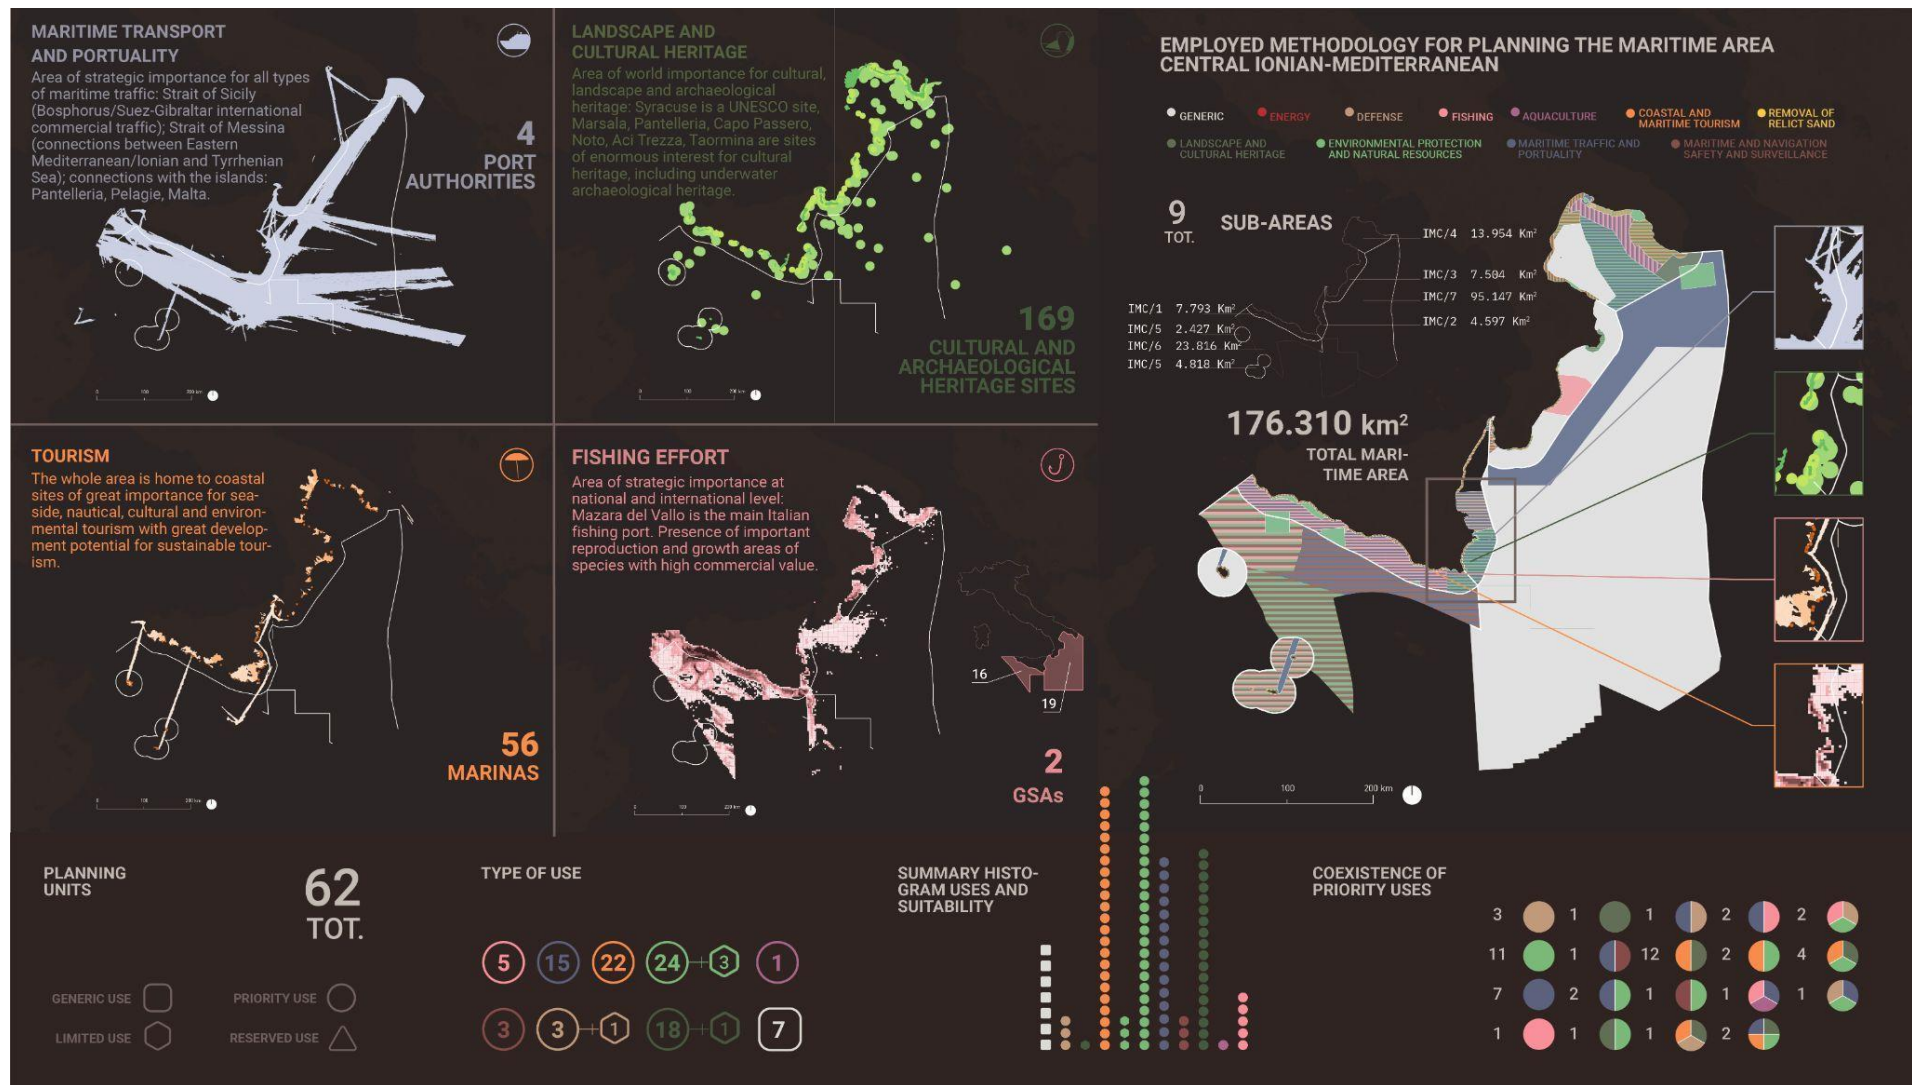 MARITIME TRANSPORT
AND PORTUALITY
Area of strategic importance for all types
of maritime traffic: Strait of Sicily
(Bosphorus/Suez-Gibraltar international
commercial traffic); Strait of Messina
(connections between Eastern
Mediterranean/Ionian and Tyrrhenian
Sea); connections with the islands:
Pantelleria, Pelagie, Malta.
4
PORT
AUTHORITIES
0 100 200 km
LANDSCAPE AND
CULTURAL HERITAGE
Area of world importance for cultural,
landscape and archaeological
heritage: Syracuse is a UNESCO site,
Marsala, Pantelleria, Capo Passero,
Noto, Aci Trezza, Taormina are sites
of enormous interest for cultural
heritage, including underwater
archaeological heritage.
169
CULTURAL AND
ARCHAEOLOGICAL
HERITAGE SITES
0 100 200 km
TOURISM
The whole area is home to coastal
sites of great importance for sea-
side, nautical, cultural and environ-
mental tourism with great develop-
ment potential for sustainable tour-
ism.
56
MARINAS
0 100 200 km
FISHING EFFORT
Area of strategic importance at
national and international level:
Mazara del Vallo is the main Italian
fishing port. Presence of important
reproduction and growth areas of
species with high commercial value.
16
19
2
GSAs
0 100 200 km
EMPLOYED METHODOLOGY FOR PLANNING THE MARITIME AREA
CENTRAL IONIAN-MEDITERRANEAN
GENERIC
ENERGY
DEFENSE
FISHING
AQUACULTURE
COASTAL AND
MARITIME TOURISM
REMOVAL OF
RELICT SAND
LANDSCAPE AND
CULTURAL HERITAGE
ENVIRONMENTAL PROTECTION
AND NATURAL RESOURCES
MARITIME TRAFFIC AND
PORTUALITY
MARITIME AND NAVIGATION
SAFETY AND SURVEILLANCE
9
TOT.
SUB-AREAS
IMC/4 13.954 Km²
IMC/3 7.504 Km²
IMC/7 95.147 Km²
IMC/2 4.597 Km²
IMC/1 7.793 Km²
IMC/5 2.427 Km²
IMC/6 23.816 Km²
IMC/5 4.818 Km²
176.310 km²
TOTAL MARI-
TIME AREA
0 100 200 km
PLANNING
UNITS
62
TOT.
GENERIC USE
PRIORITY USE
LIMITED USE
RESERVED USE
TYPE OF USE
5 15 22 24 3 1
3 3 1 18 1 7
SUMMARY HISTO-
GRAM USES AND
SUITABILITY
COEXISTENCE OF
PRIORITY USES
3 1 1 2 2
11 1 12 2 4
7 2 1 1 1
1 1 1 2